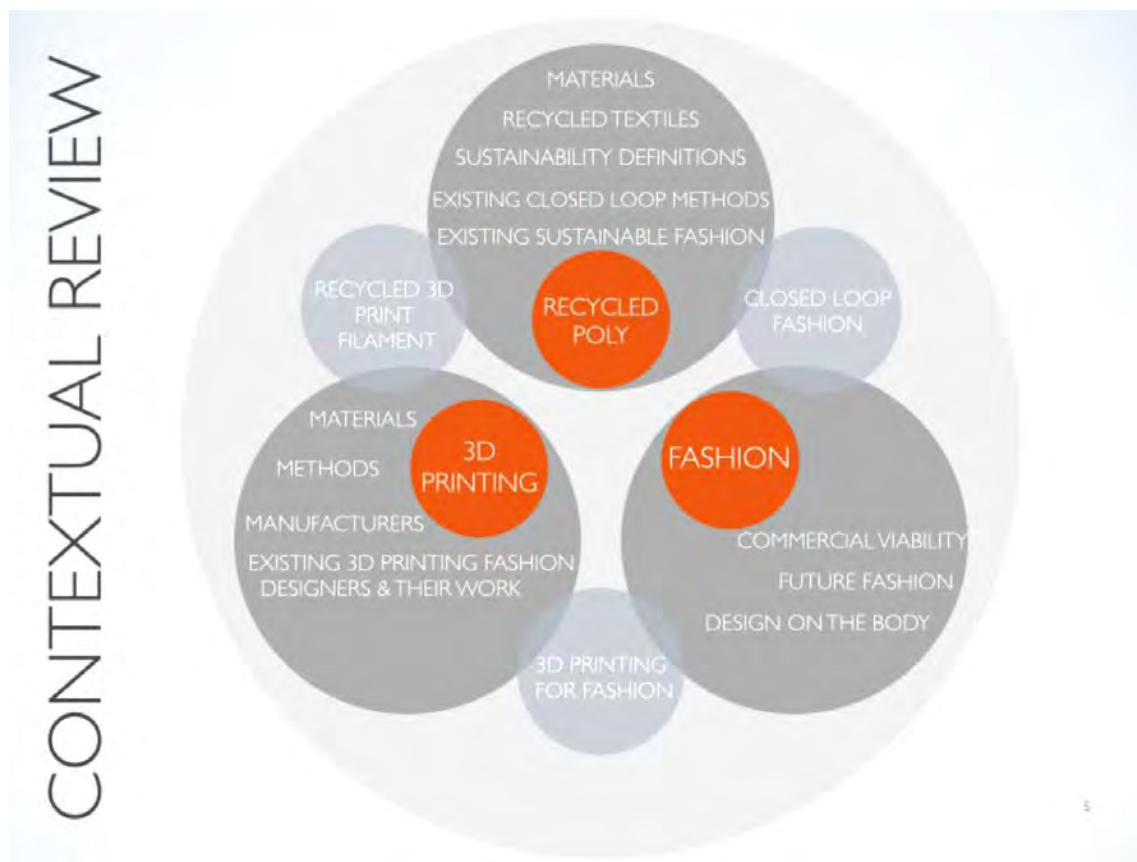 CONTEXTUAL REVIEW
MATERIALS
RECYCLED TEXTILES
SUSTAINABILITY DEFINITIONS
EXISTING CLOSED LOOP METHODS
EXISTING SUSTAINABLE FASHION
RECYCLED
POLY
RECYCLED 3D
PRINT
FILAMENT
CLOSED LOOP
FASHION
MATERIALS
METHODS
MANUFACTURERS
EXISTING 3D PRINTING FASHION
DESIGNERS & THEIR WORK
3D
PRINTING
FASHION
COMMERCIAL VIABILITY
FUTURE FASHION
DESIGN ON THE BODY
3D PRINTING
FOR FASHION
5